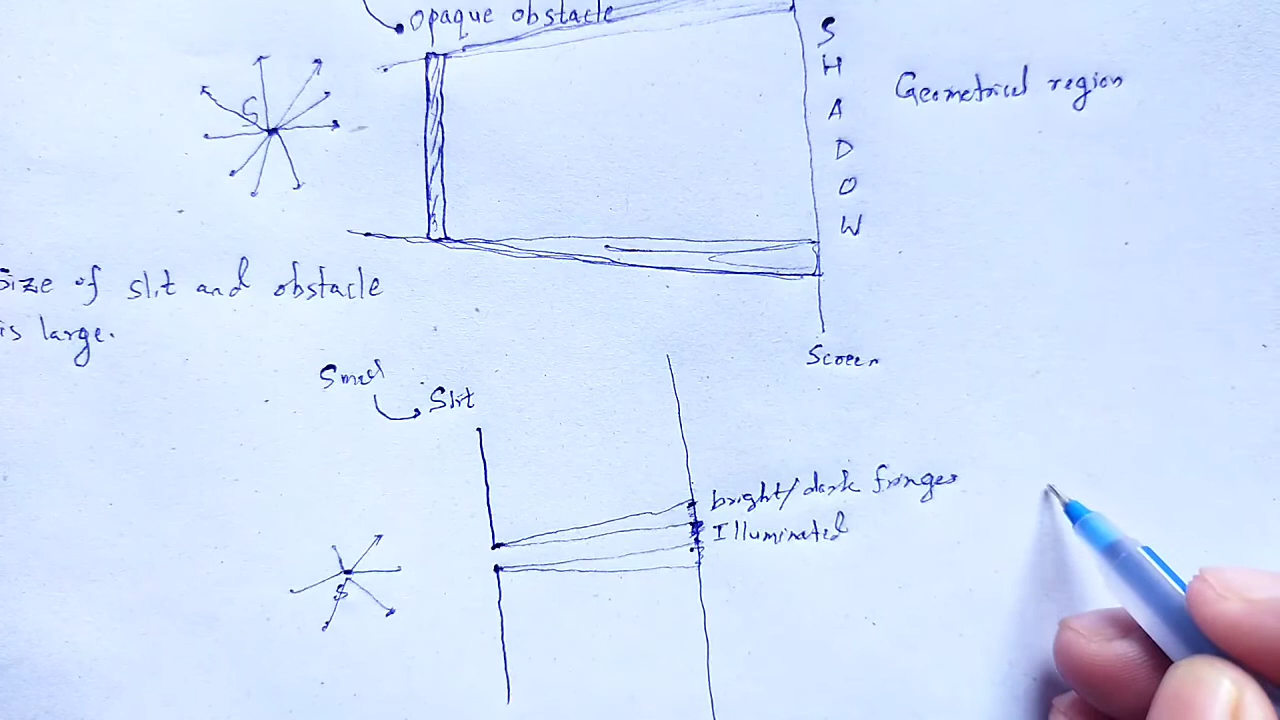 opaque obstacle
S
H
A
D
O
W
Geometrical region
S
Size of slit and obstacle
is large.
Screen
Small
Slit
bright/dark fringes
Illuminated
S